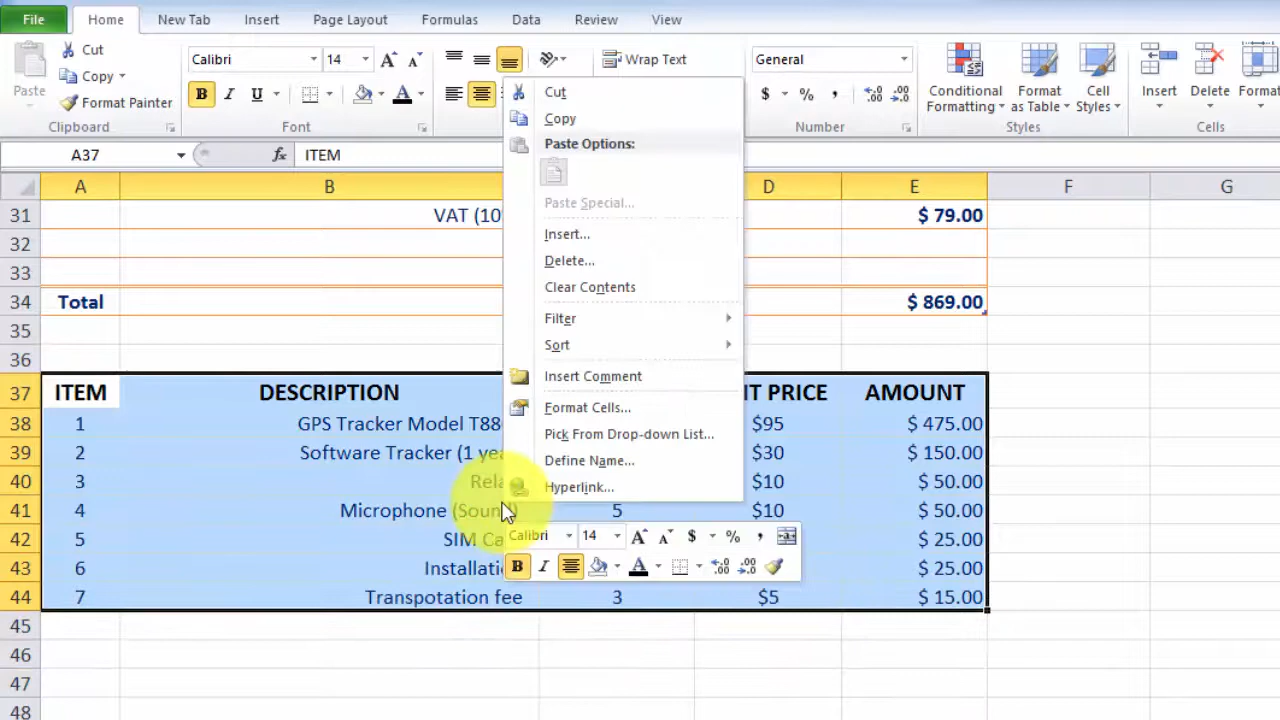 File Home New Tab Insert Page Layout Formulas Data Review View
Cut
Copy
Format Painter
Paste
Clipboard
Calibri 14
B I U
Font
Wrap Text
General
$ % ,
Number
Conditional Formatting
Format as Table
Cell Styles
Styles
Insert Delete Format
Cells
A37 fx ITEM
A B D E F G
31 VAT (10 $ 79.00
32
33
34 Total $ 869.00
35
36
37 ITEM DESCRIPTION T PRICE AMOUNT
38 1 GPS Tracker Model T88 $95 $ 475.00
39 2 Software Tracker (1 yea $30 $ 150.00
40 3 Rela $10 $ 50.00
41 4 Microphone (Sound) 5 $10 $ 50.00
42 5 SIM Ca $ 25.00
43 6 Installatio $ 25.00
44 7 Transpotation fee 3 $5 $ 15.00
45
46
47
48
Cut
Copy
Paste Options:
Paste Special...
Insert...
Delete...
Clear Contents
Filter
Sort
Insert Comment
Format Cells...
Pick From Drop-down List...
Define Name...
Hyperlink...
Calibri 14 A A $ % ,
B I A